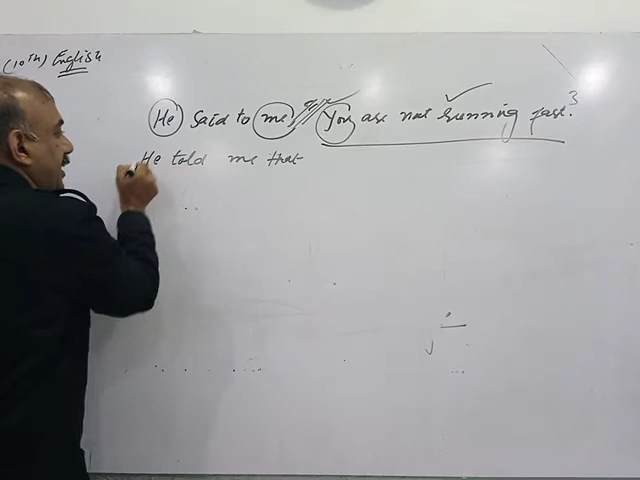 (10th) English
He said to me, "You are not running fast."
He told me that